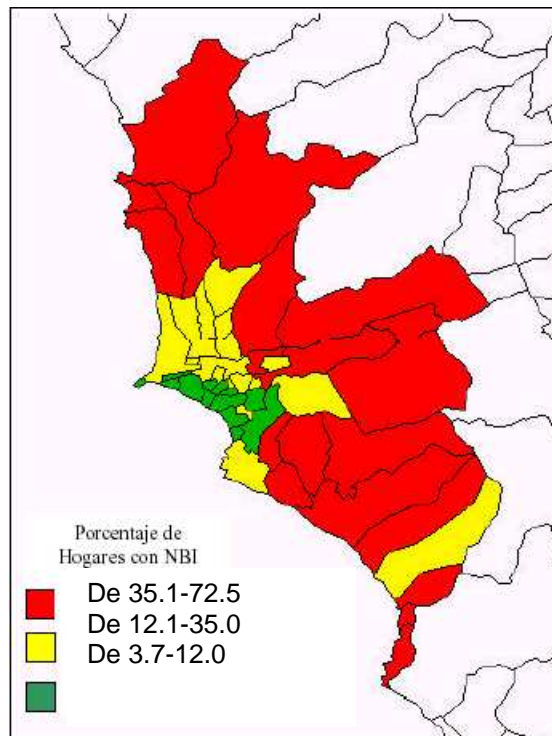 Porcentaje de
Hogares con NBI
De 35.1-72.5
De 12.1-35.0
De 3.7-12.0